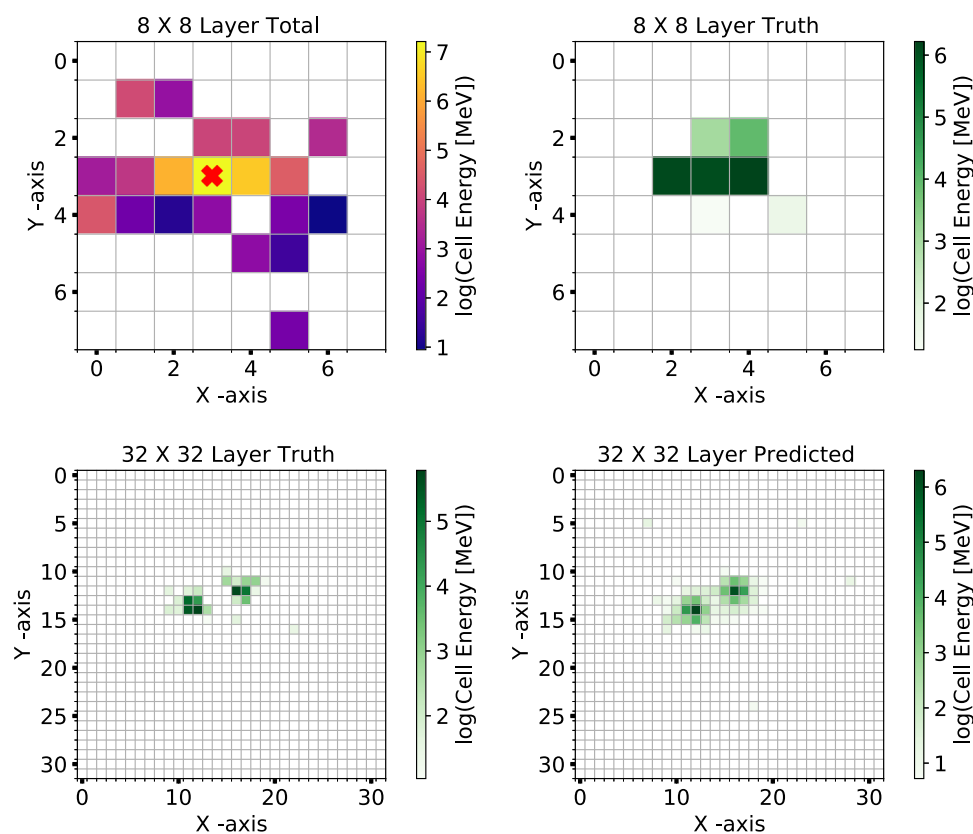 8 X 8 Layer Total
0
2
4
6
Y -axis
0 2 4 6
X -axis
7
6
5
4
3
2
1
log(Cell Energy [MeV])
8 X 8 Layer Truth
0
2
4
6
Y -axis
0 2 4 6
X -axis
6
5
4
3
2
log(Cell Energy [MeV])
32 X 32 Layer Truth
0
5
10
15
20
25
30
Y -axis
0 10 20 30
X -axis
5
4
3
2
log(Cell Energy [MeV])
32 X 32 Layer Predicted
0
5
10
15
20
25
30
Y -axis
0 10 20 30
X -axis
6
5
4
3
2
1
log(Cell Energy [MeV])